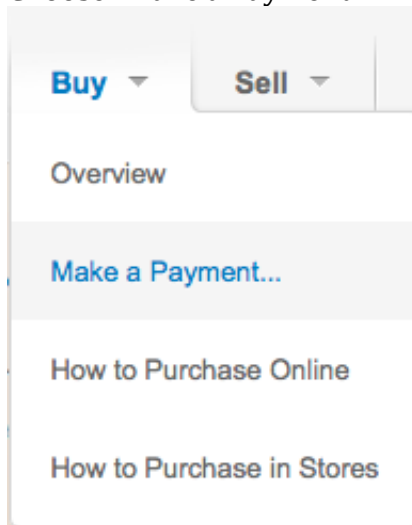 Buy Sell
Overview
Make a Payment...
How to Purchase Online
How to Purchase in Stores